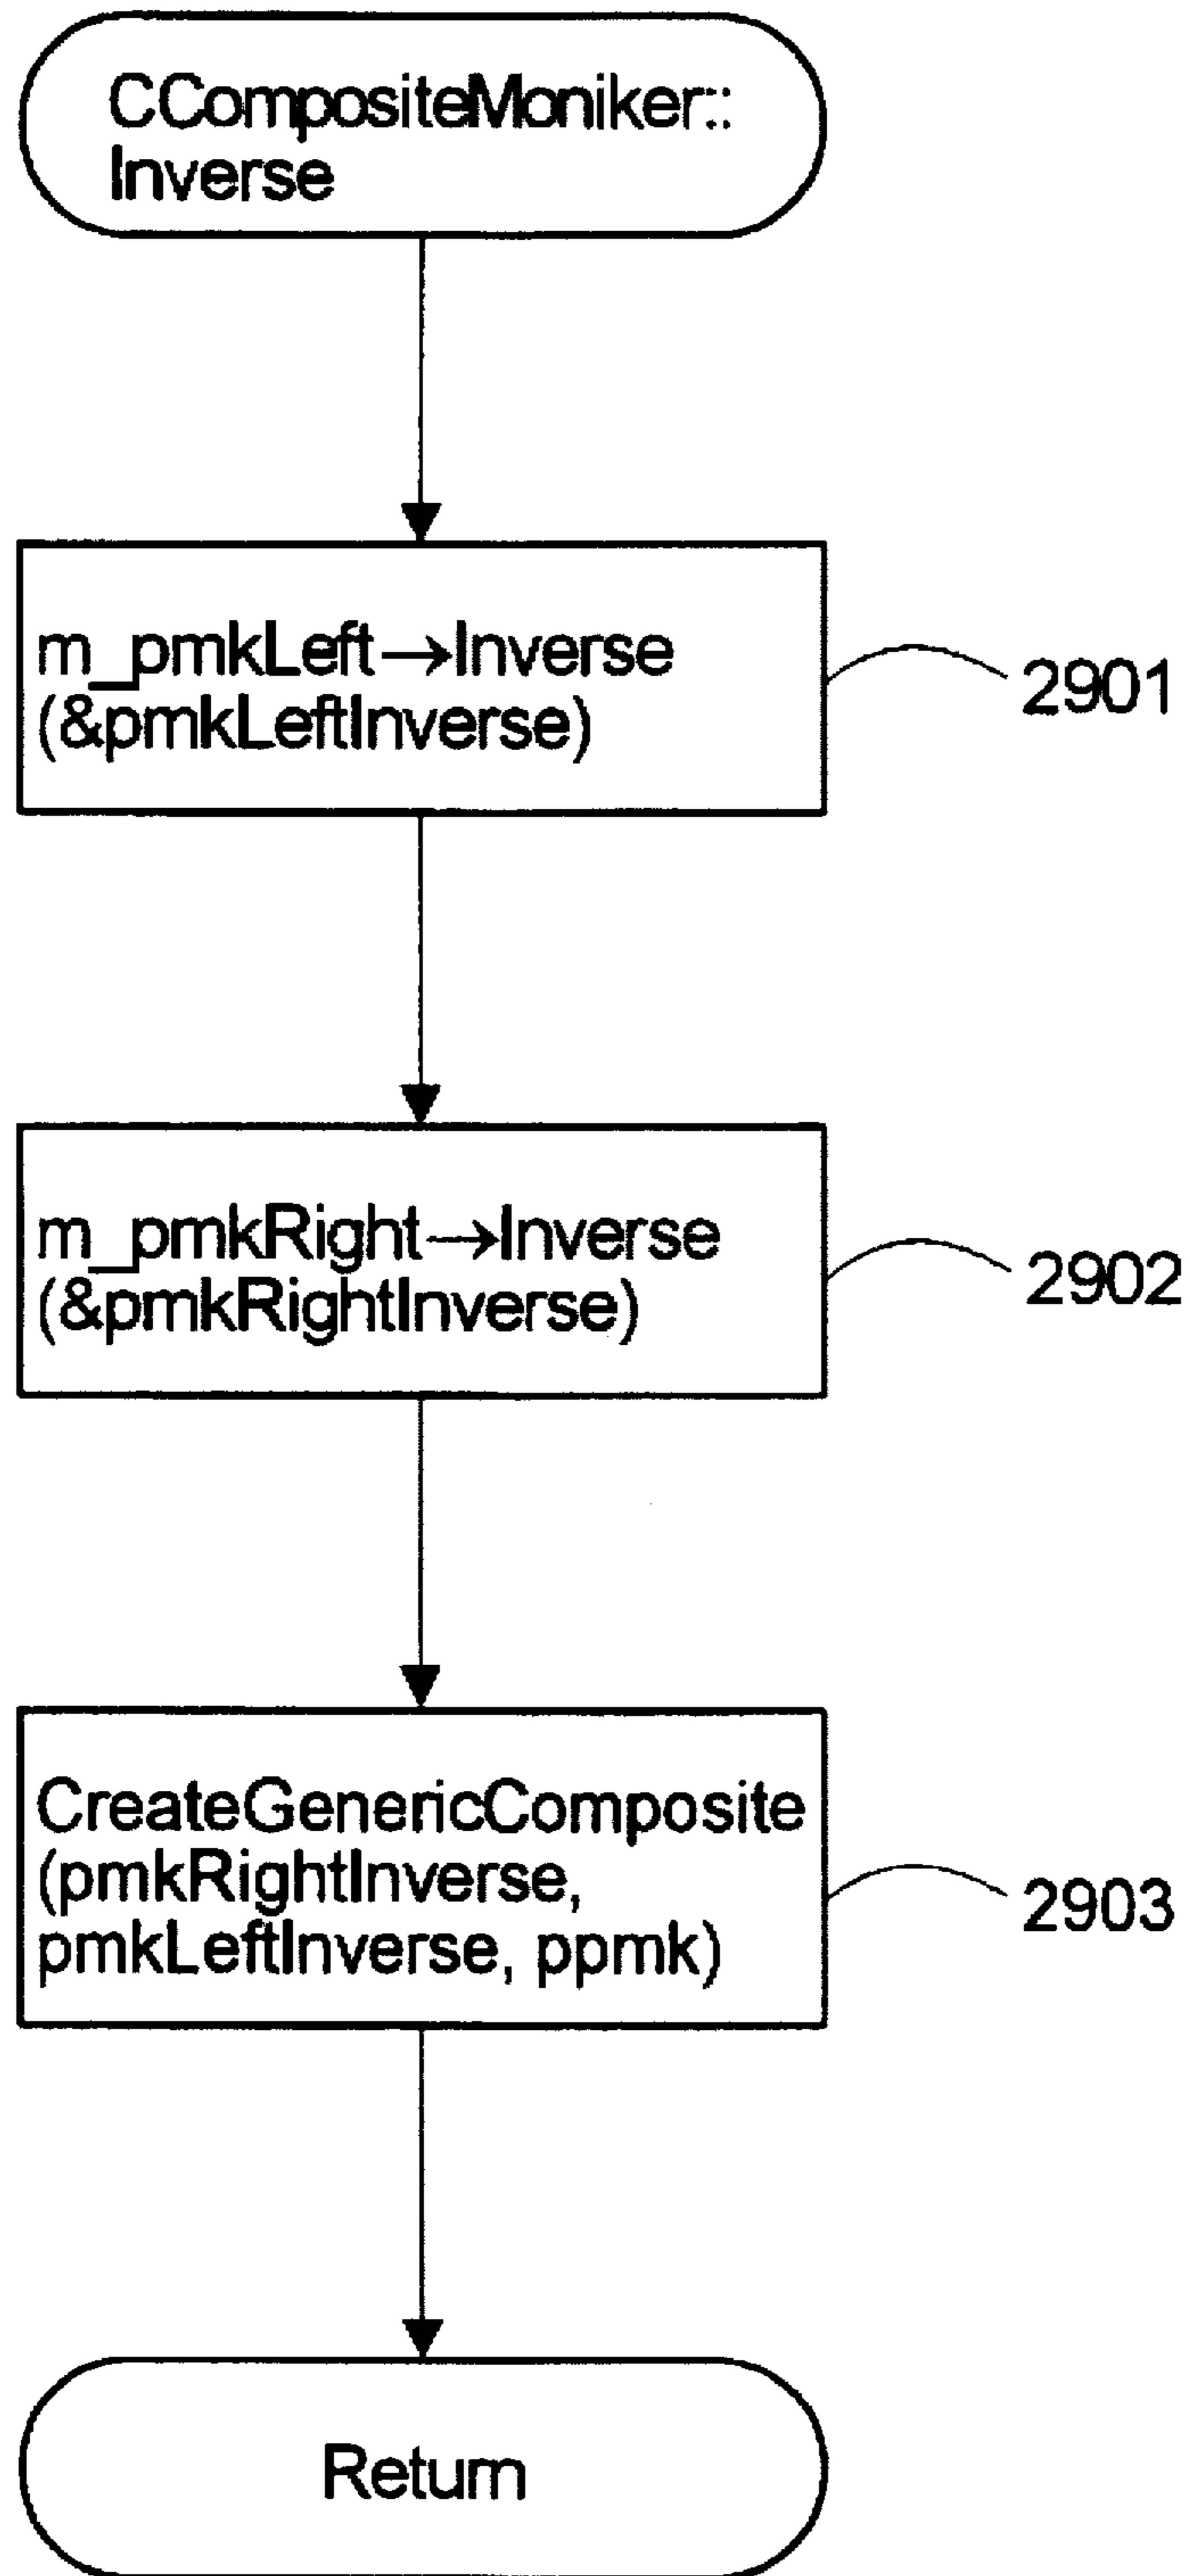 CCompositeMoniker::
Inverse
m_pmkLeft→Inverse
(&pmkLeftInverse)
2901
m_pmkRight→Inverse
(&pmkRightInverse)
2902
CreateGenericComposite
(pmkRightInverse,
pmkLeftInverse, ppmk)
2903
Return